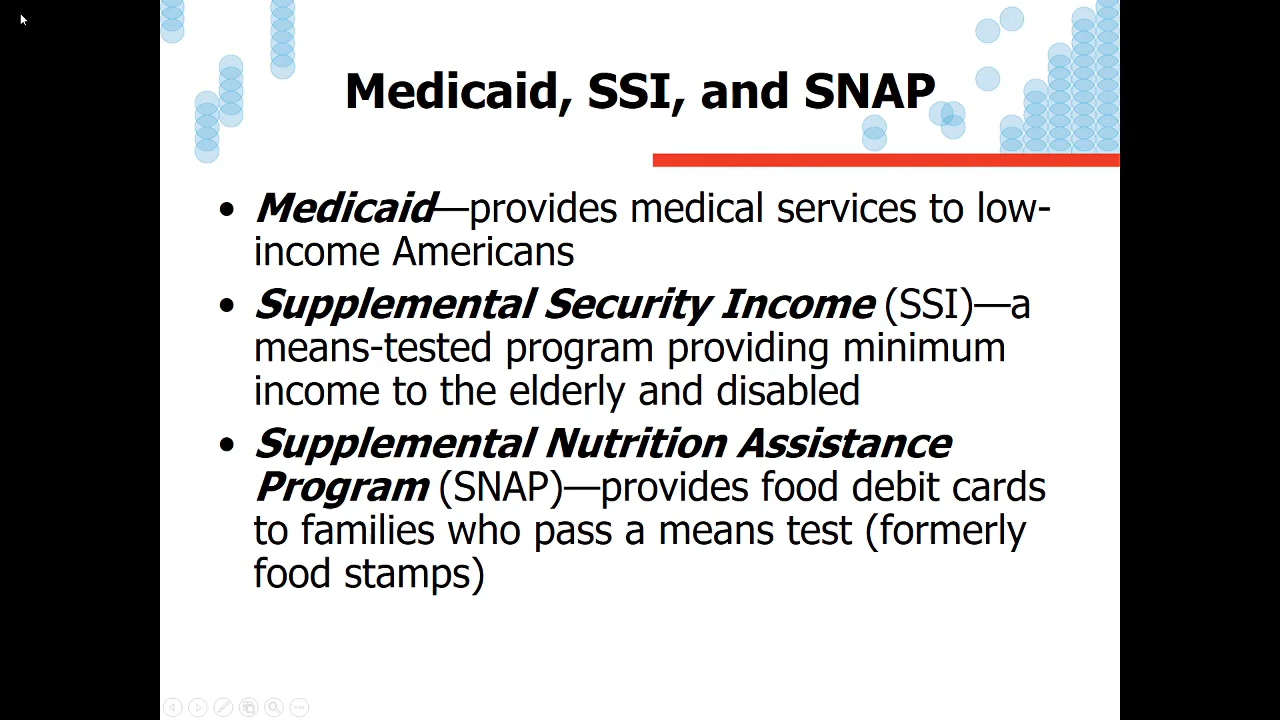 Medicaid, SSI, and SNAP
• Medicaid—provides medical services to low-
income Americans
• Supplemental Security Income (SSI)—a
means-tested program providing minimum
income to the elderly and disabled
• Supplemental Nutrition Assistance
Program (SNAP)—provides food debit cards
to families who pass a means test (formerly
food stamps)